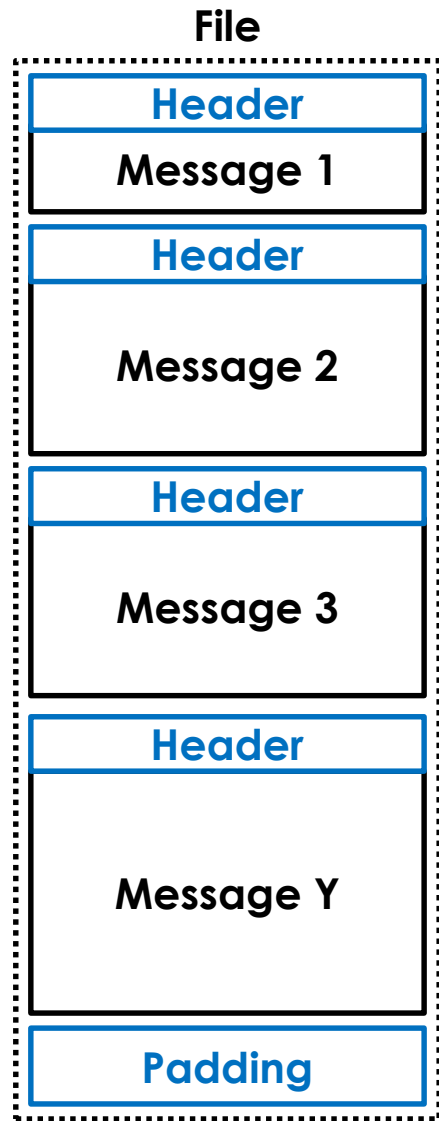 File
Header
Message 1
Header
Message 2
Header
Message 3
Header
Message Y
Padding